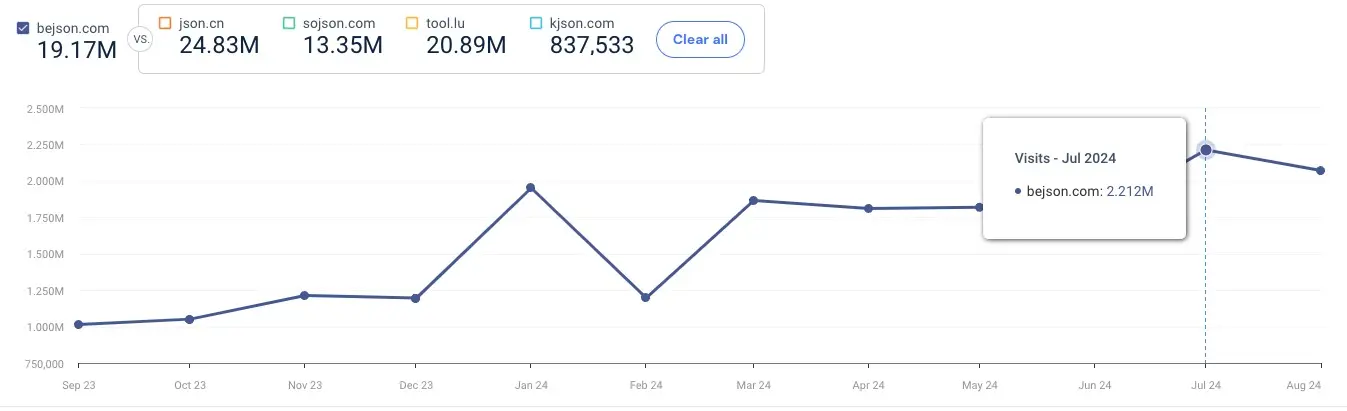 bejson.com
19.17M
VS.
json.cn
24.83M
sojson.com
13.35M
tool.lu
20.89M
kjson.com
837,533
Clear all
2.500M
2.250M
2.000M
1.750M
1.500M
1.250M
1.000M
750,000
Visits - Jul 2024
bejson.com: 2.212M
Sep 23
Oct 23
Nov 23
Dec 23
Jan 24
Feb 24
Mar 24
Apr 24
May 24
Jun 24
Jul 24
Aug 24